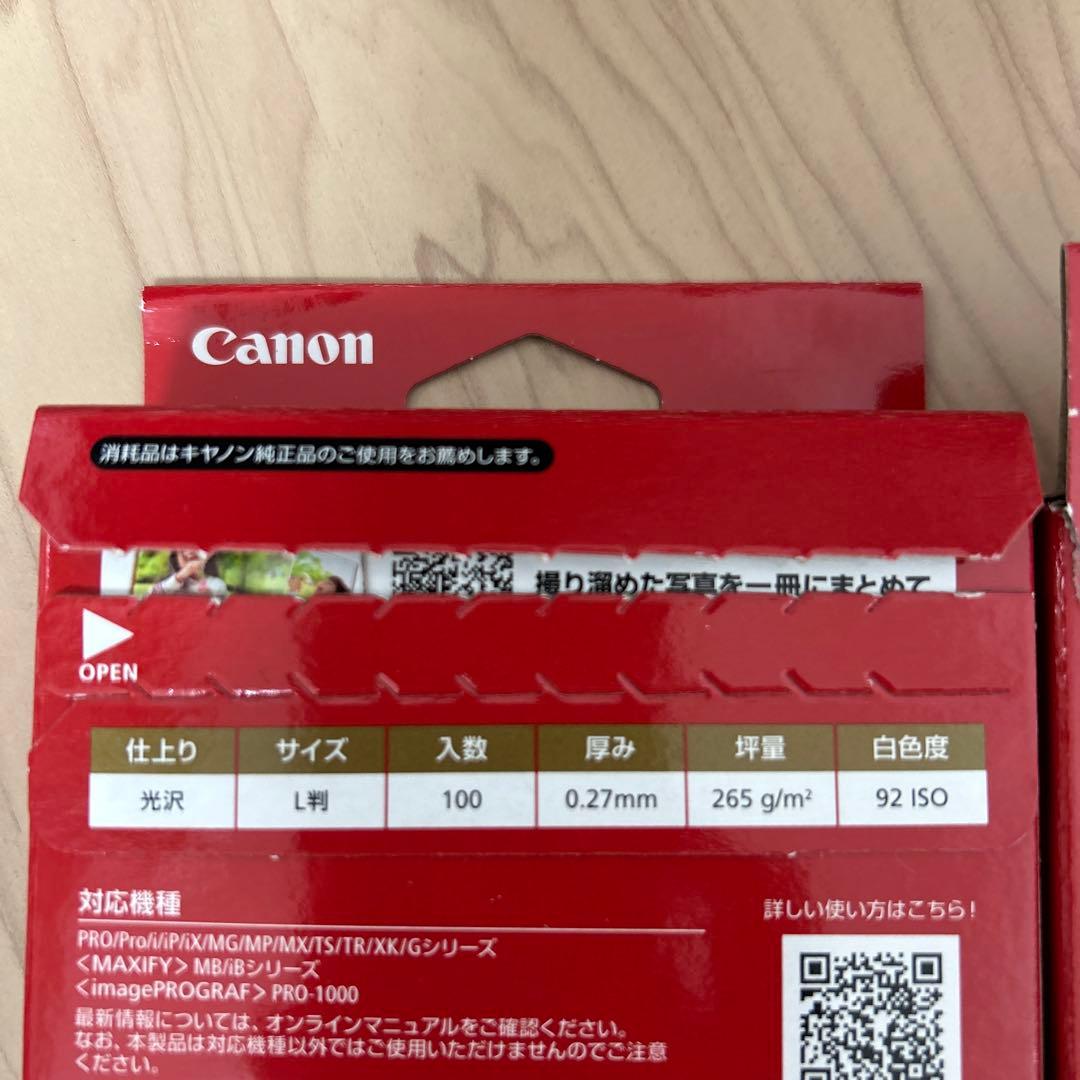 Canon
消耗品はキヤノン純正品のご使用をお薦めします。
撮り溜めた写真を一冊にまとめて
OPEN
仕上り サイズ 入数 厚み 坪量 白色度
光沢 L判 100 0.27mm 265 g/m² 92 ISO
対応機種
PRO/Pro/i/iP/iX/MG/MP/MX/TS/TR/XK/Gシリーズ
<MAXIFY> MB/iBシリーズ
<imagePROGRAF> PRO-1000
最新情報については、オンラインマニュアルをご確認ください。
なお、本製品は対応機種以外ではご使用いただけませんのでご注意
ください。
詳しい使い方はこちら!